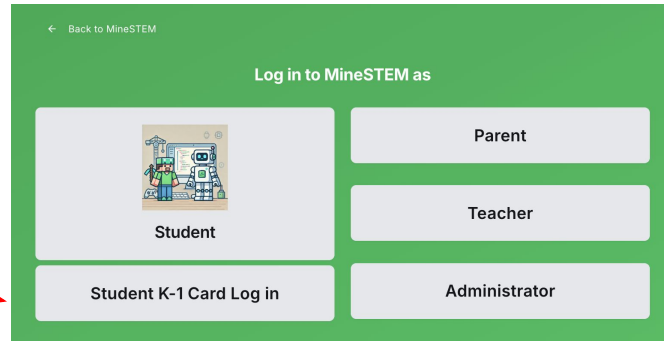 ← Back to MineSTEM
Log in to MineSTEM as
Student
Student K-1 Card Log in
Parent
Teacher
Administrator